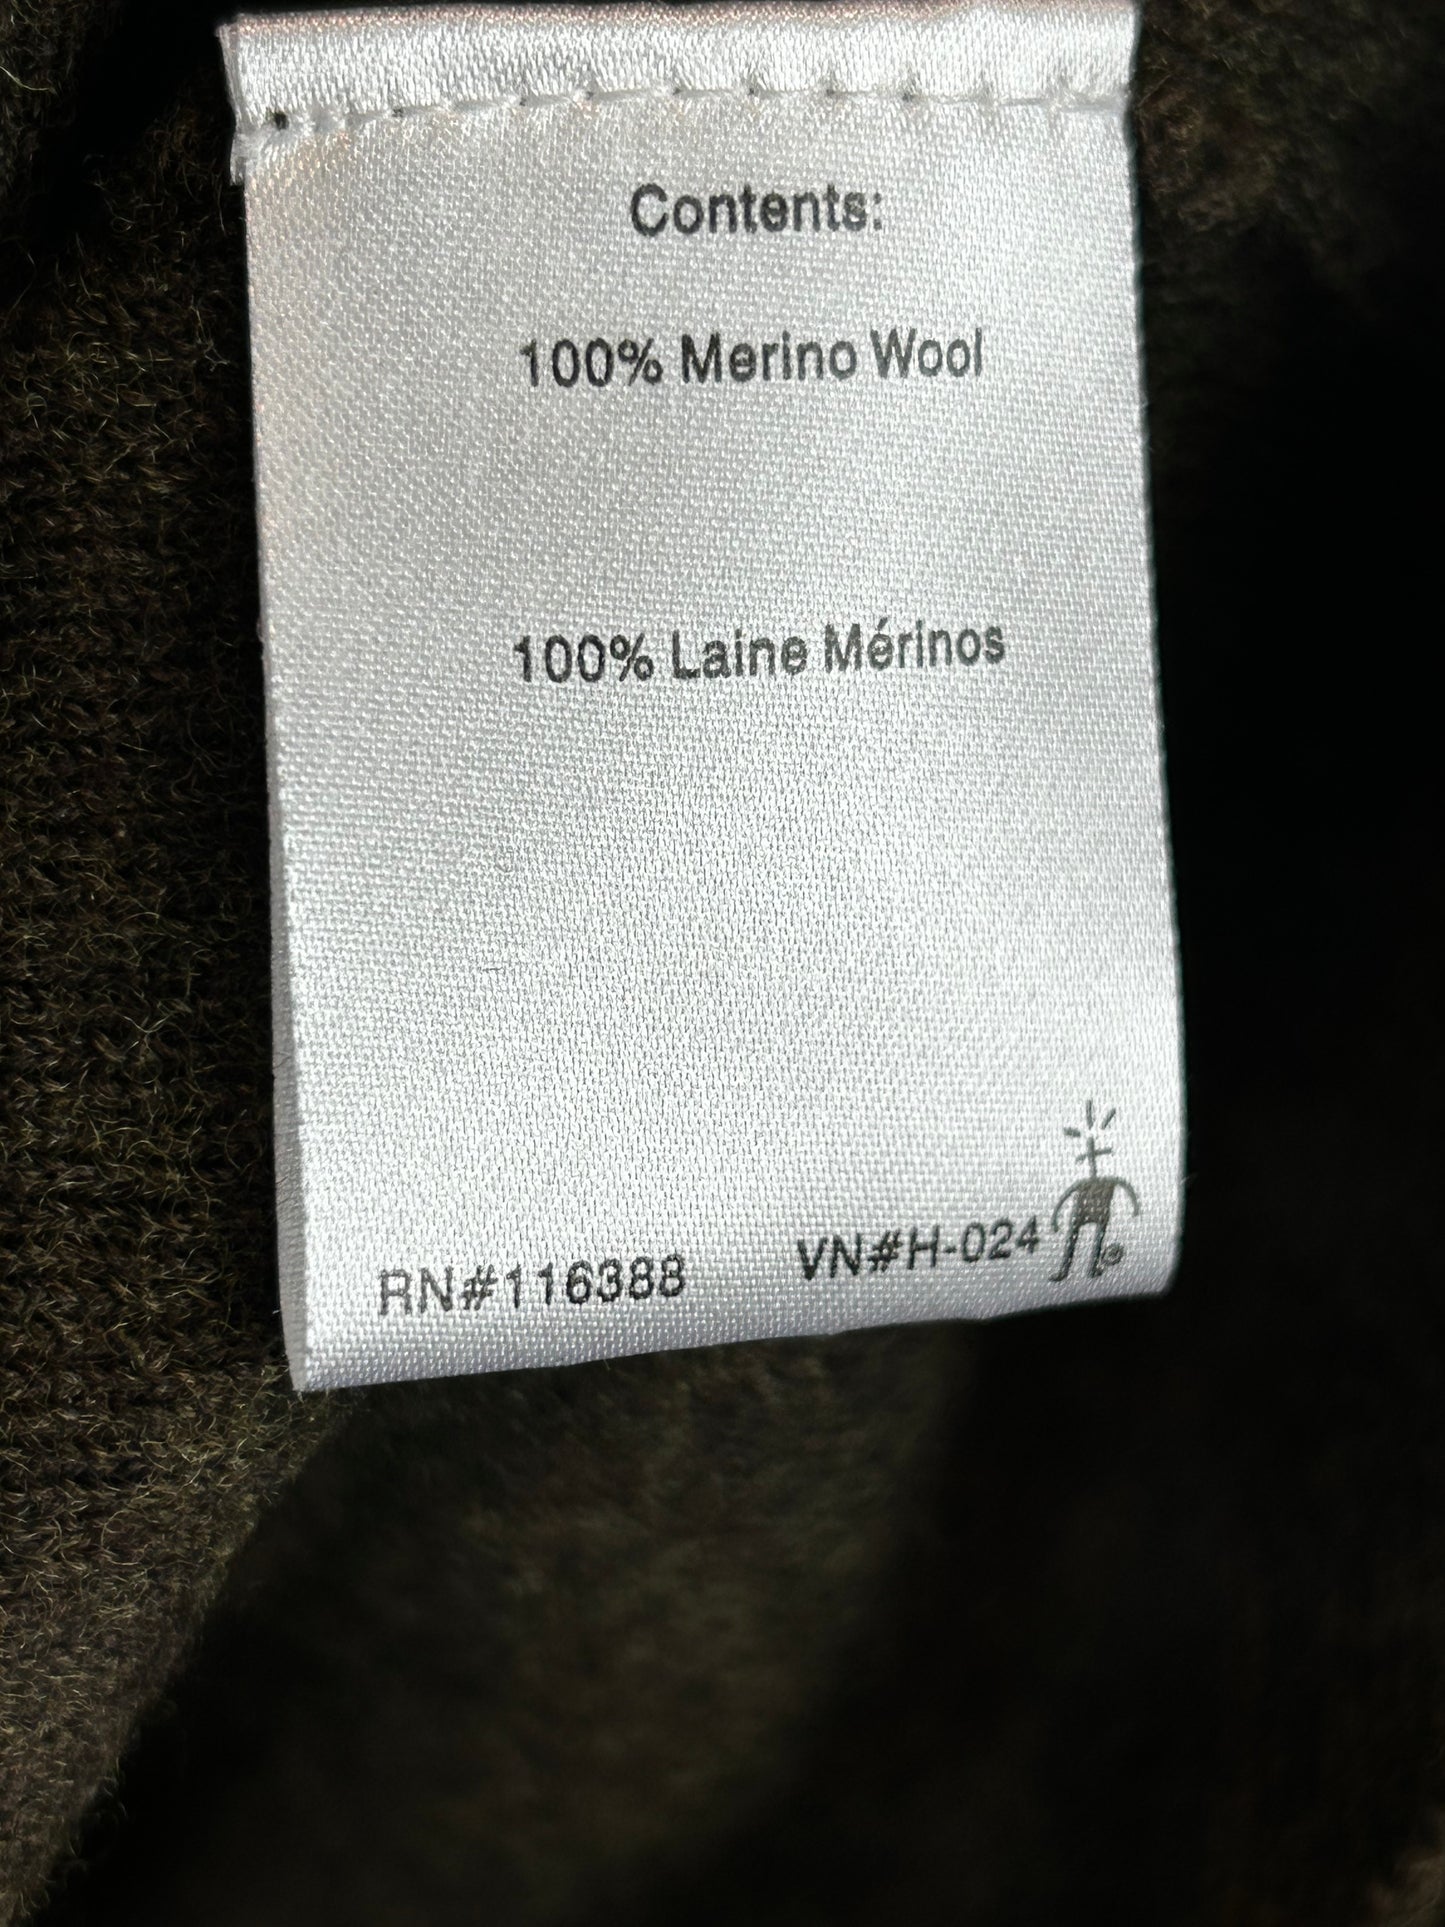 Contents:
100% Merino Wool
100% Laine Mérinos
RN#116388 VN#H-024